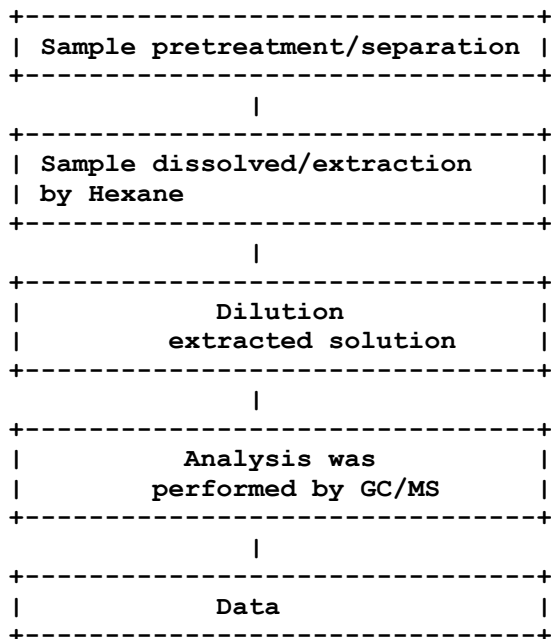 Sample pretreatment/separation
Sample dissolved/extraction
by Hexane
Dilution
extracted solution
Analysis was
performed by GC/MS
Data